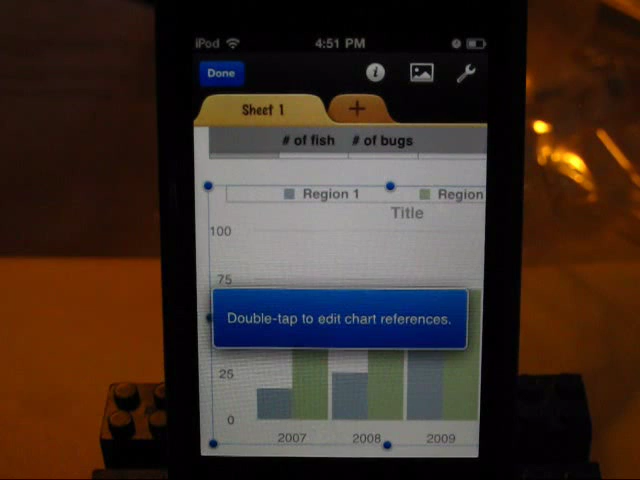 iPod 4:51 PM
Done
Sheet 1 +
# of fish # of bugs
Region 1 Region
Title
100
75
Double-tap to edit chart references.
25
0
2007 2008 2009